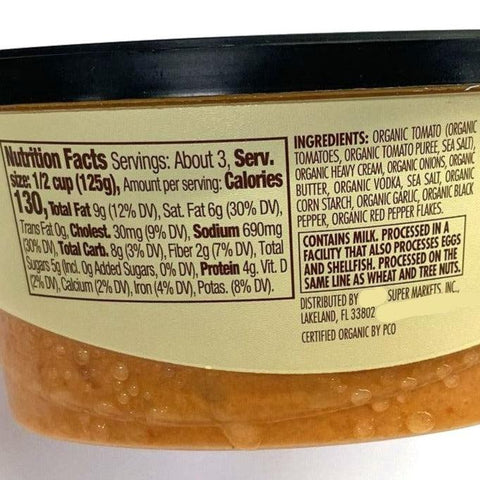 Nutrition Facts Servings: About 3, Serv.
size: 1/2 cup (125g), Amount per serving: Calories
130, Total Fat 9g (12% DV), Sat. Fat 6g (30% DV),
Trans Fat 0g, Cholest. 30mg (9% DV), Sodium 690mg
(30% DV), Total Carb. 8g (3% DV), Fiber 2g (7% DV), Total
Sugars 5g (Incl. 0g Added Sugars, 0% DV), Protein 4g. Vit. D
(2% DV), Calcium (2% DV), Iron (4% DV), Potas. (8% DV).
INGREDIENTS: ORGANIC TOMATO (ORGANIC
TOMATOES, ORGANIC TOMATO PUREE, SEA SALT),
ORGANIC HEAVY CREAM, ORGANIC ONIONS, ORGANIC
BUTTER, ORGANIC VODKA, SEA SALT, ORGANIC
CORN STARCH, ORGANIC GARLIC, ORGANIC BLACK
PEPPER, ORGANIC RED PEPPER FLAKES.
CONTAINS MILK. PROCESSED IN A
FACILITY THAT ALSO PROCESSES EGGS
AND SHELLFISH. PROCESSED ON THE
SAME LINE AS WHEAT AND TREE NUTS.
DISTRIBUTED BY SUPER MARKFTS, INC.,
LAKELAND, FL 33802
CERTIFIED ORGANIC BY PCO